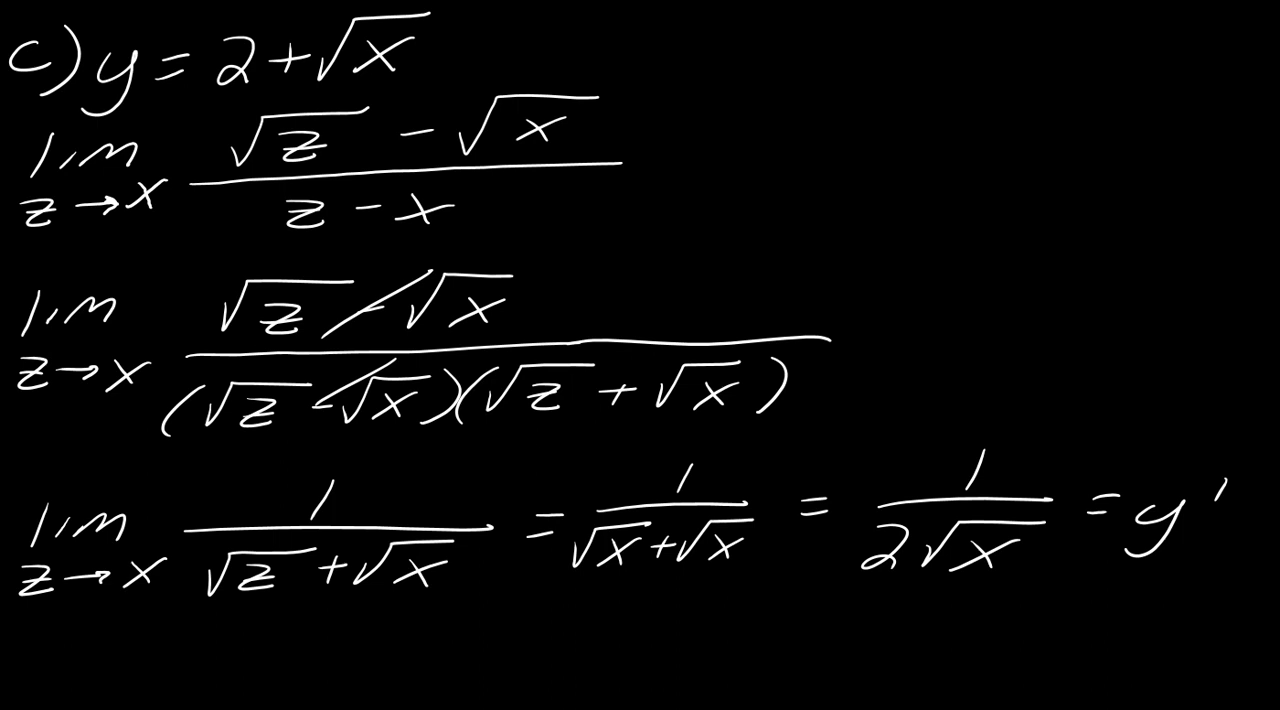 c) y = 2 + √x
lim z→x (√z - √x)/(z - x)
lim z→x (√z - √x)/((√z - √x)(√z + √x))
lim z→x 1/(√z + √x) = 1/(√x + √x) = 1/(2√x) = y'